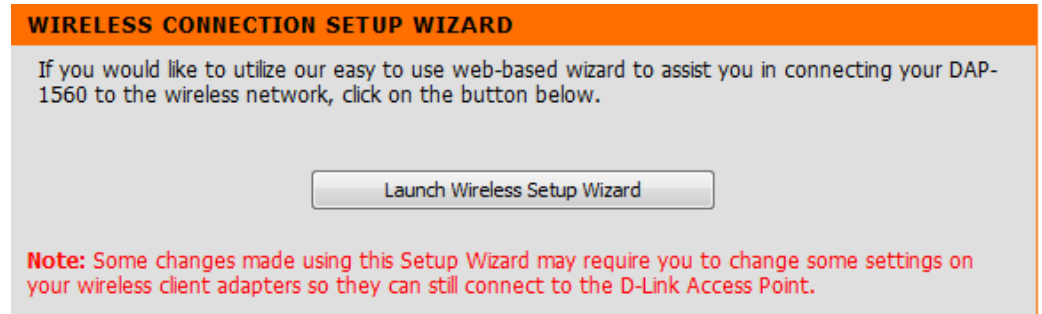 WIRELESS CONNECTION SETUP WIZARD
If you would like to utilize our easy to use web-based wizard to assist you in connecting your DAP-
1560 to the wireless network, click on the button below.
Launch Wireless Setup Wizard
Note: Some changes made using this Setup Wizard may require you to change some settings on
your wireless client adapters so they can still connect to the D-Link Access Point.